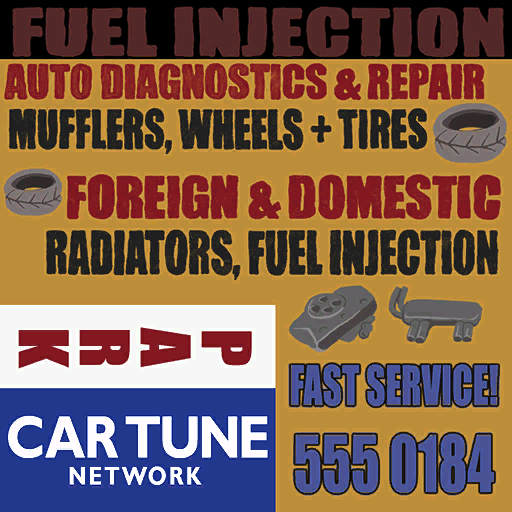 FUEL INJECTION
AUTO DIAGNOSTICS & REPAIR
MUFFLERS, WHEELS + TIRES
FOREIGN & DOMESTIC
RADIATORS, FUEL INJECTION
PARK
FAST SERVICE!
CAR TUNE
NETWORK
555 0184